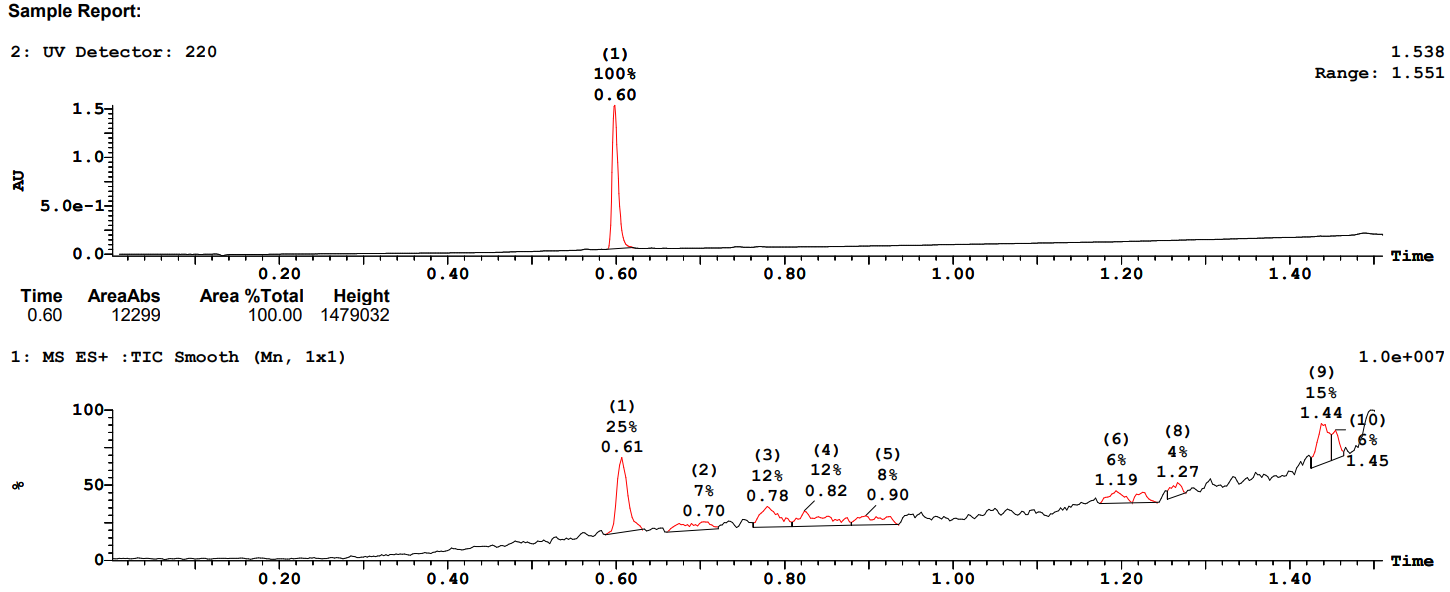 Sample Report:
2: UV Detector: 220
1.538
Range: 1.551
(1)
100%
0.60
1.5
1.0
5.0e-1
0.0
AU
0.20 0.40 0.60 0.80 1.00 1.20 1.40
Time
Time AreaAbs Area %Total Height
0.60 12299 100.00 1479032
1: MS ES+ :TIC Smooth (Mn, 1x1)
1.0e+007
(1)
25%
0.61
(2)
7%
0.70
(3)
12%
0.78
(4)
12%
0.82
(5)
8%
0.90
(6)
6%
1.19
(8)
4%
1.27
(9)
15%
1.44
(10)
6%
1.45
100
50
0
%
0.20 0.40 0.60 0.80 1.00 1.20 1.40
Time